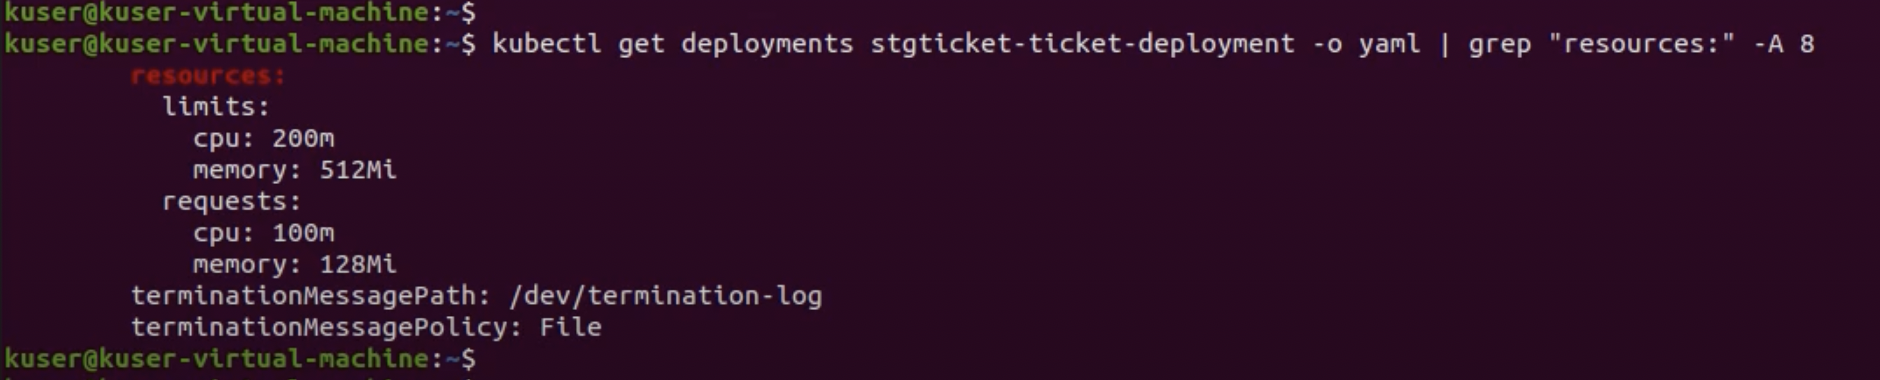 kuser@kuser-virtual-machine:~$
kuser@kuser-virtual-machine:~$ kubectl get deployments stgticket-ticket-deployment -o yaml | grep "resources:" -A 8
        resources:
          limits:
            cpu: 200m
            memory: 512Mi
          requests:
            cpu: 100m
            memory: 128Mi
        terminationMessagePath: /dev/termination-log
        terminationMessagePolicy: File
kuser@kuser-virtual-machine:~$